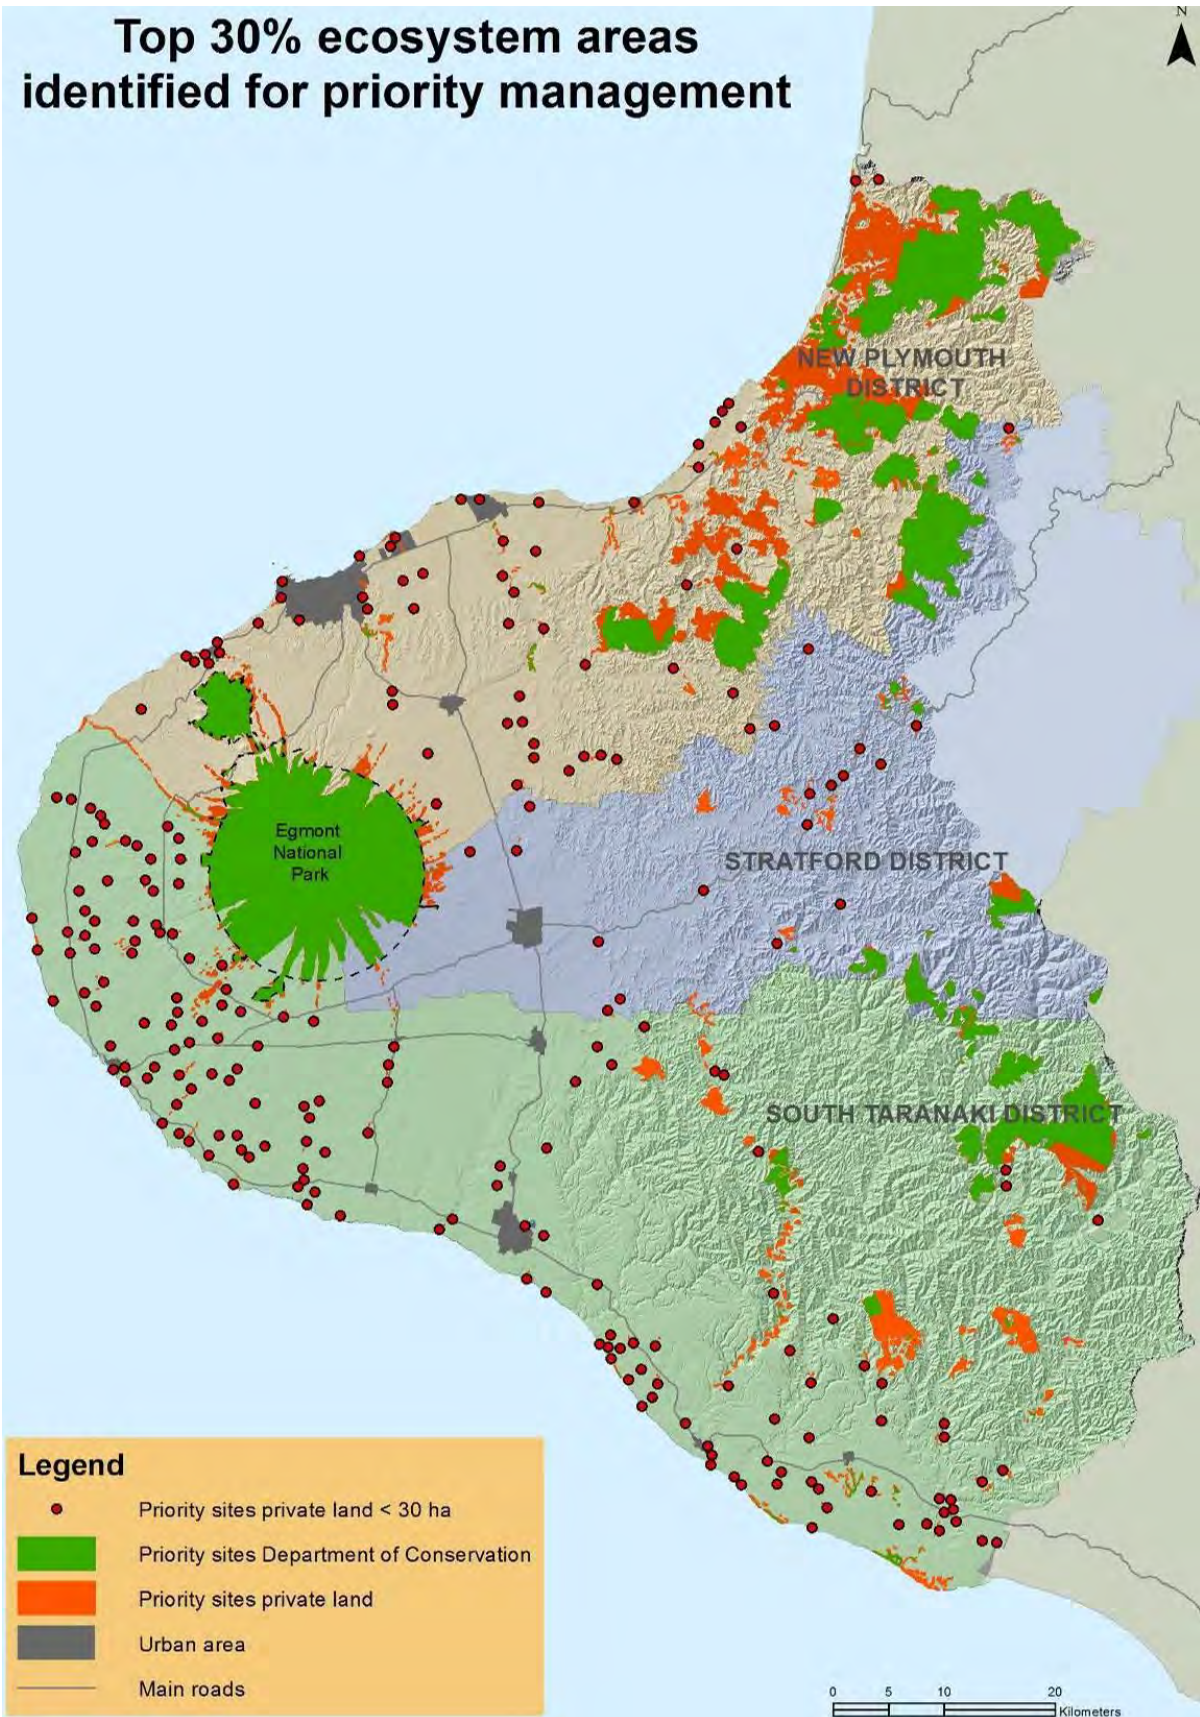 Top 30% ecosystem areas
identified for priority management
N
NEW PLYMOUTH
DISTRICT
Egmont
National
Park
STRATFORD DISTRICT
SOUTH TARANAKI DISTRICT
Legend
Priority sites private land < 30 ha
Priority sites Department of Conservation
Priority sites private land
Urban area
Main roads
0 5 10 20
Kilometers